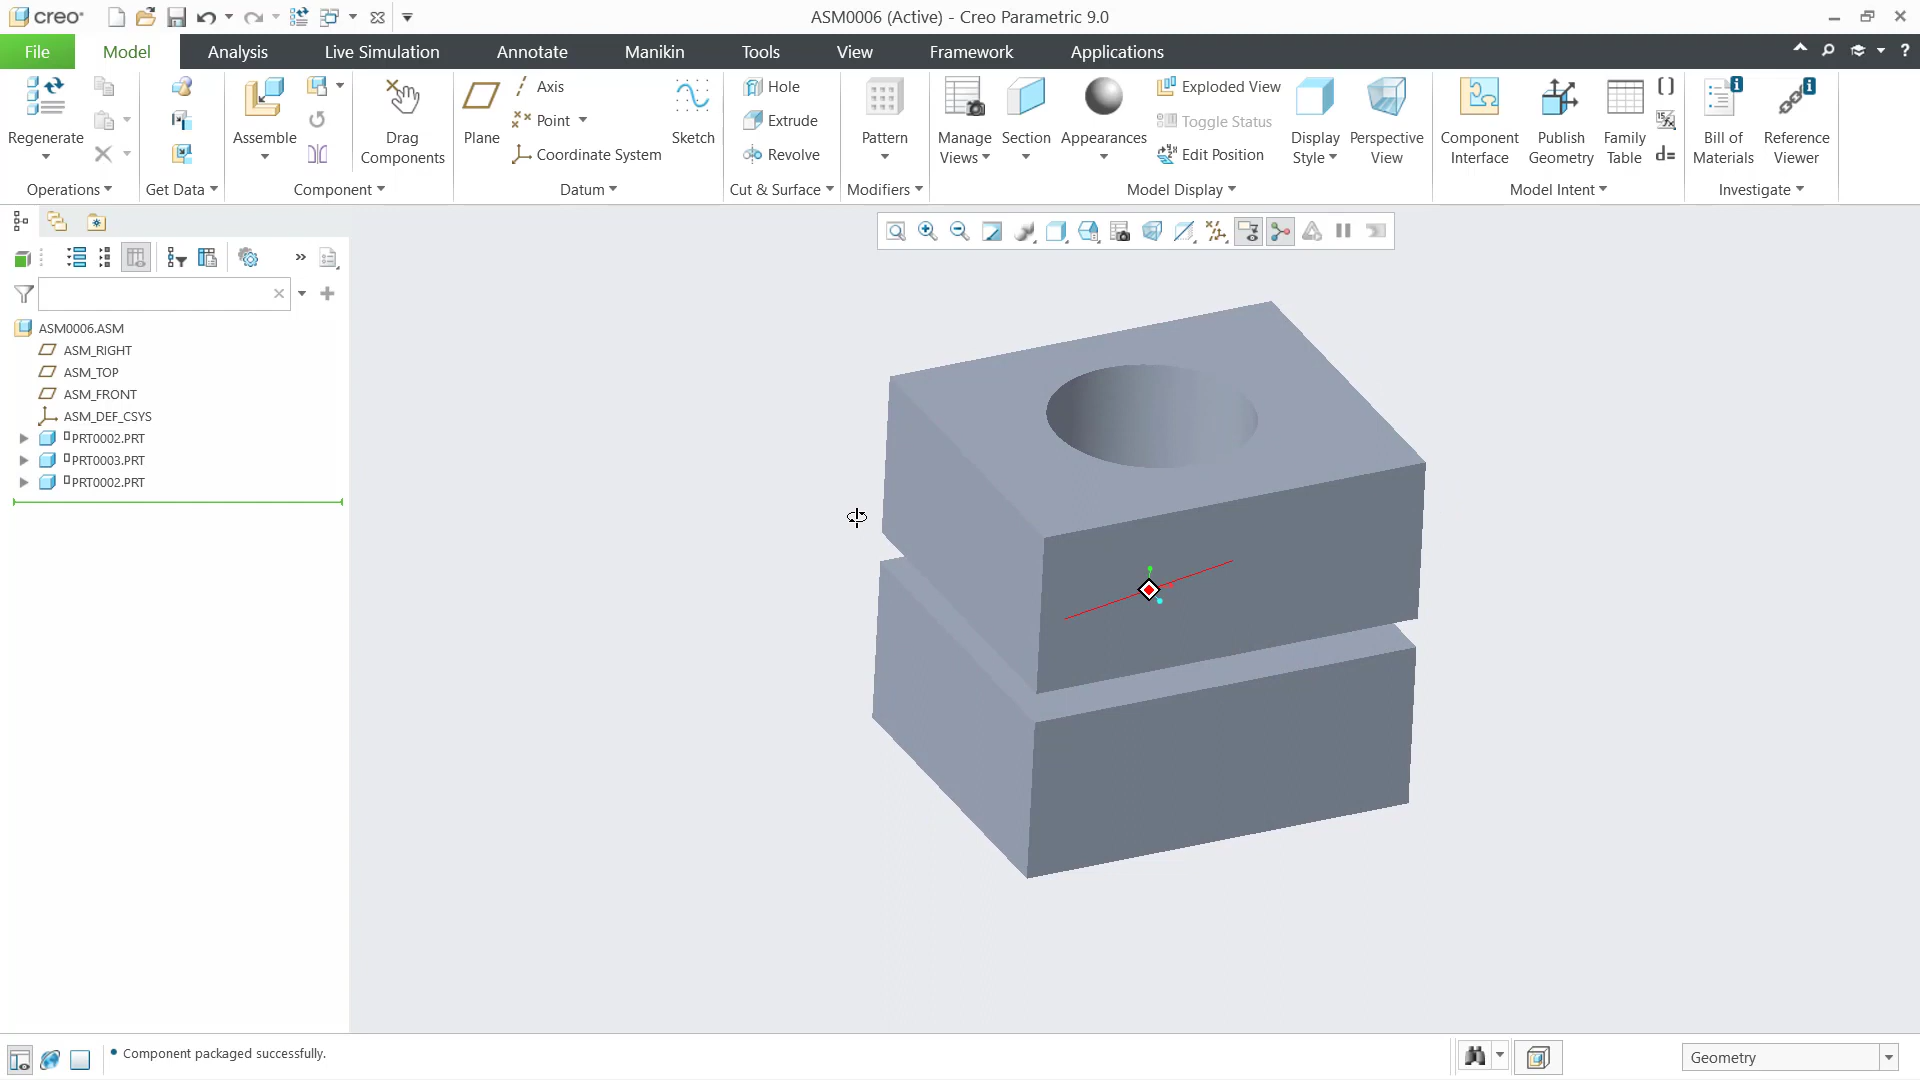 creo
ASM0006 (Active) - Creo Parametric 9.0
File Model Analysis Live Simulation Annotate Manikin Tools View Framework Applications
Regenerate
Operations
Get Data
Assemble
Drag Components
Component
Plane
Axis
Point
Coordinate System
Sketch
Datum
Hole
Extrude
Revolve
Cut & Surface
Pattern
Modifiers
Manage Views
Section
Appearances
Exploded View
Toggle Status
Edit Position
Display Style
Perspective View
Model Display
Component Interface
Publish Geometry
Family Table
d=
Model Intent
Bill of Materials
Reference Viewer
Investigate
ASM0006.ASM
ASM_RIGHT
ASM_TOP
ASM_FRONT
ASM_DEF_CSYS
PRT0002.PRT
PRT0003.PRT
PRT0002.PRT
• Component packaged successfully.
Geometry